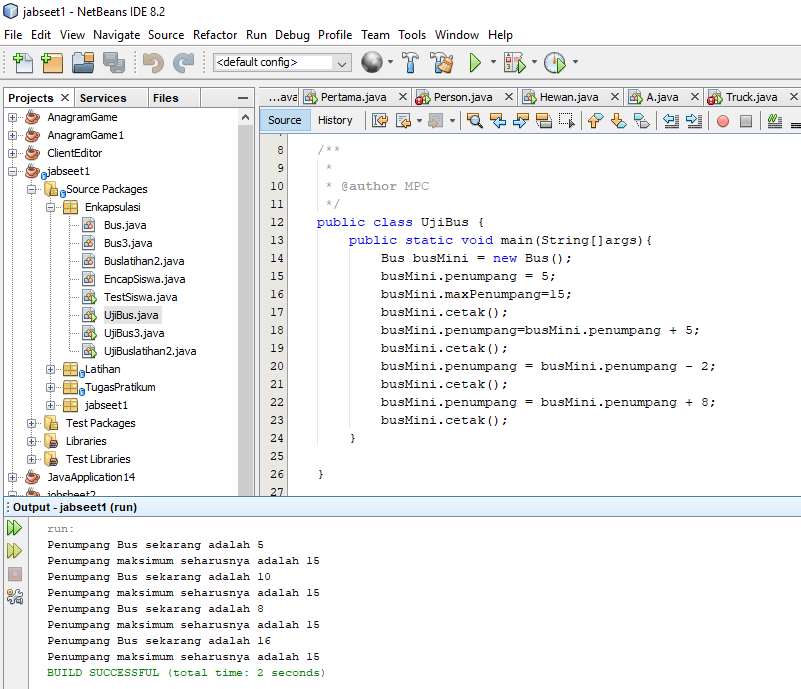 jabseet1 - NetBeans IDE 8.2
File Edit View Navigate Source Refactor Run Debug Profile Team Tools Window Help
<default config>
Projects Services Files
AnagramGame
AnagramGame1
ClientEditor
jabseet1
Source Packages
Enkapsulasi
Bus.java
Bus3.java
Buslatihan2.java
EncapSiswa.java
TestSiswa.java
UjiBus.java
UjiBus3.java
UjiBuslatihan2.java
Latihan
TugasPratikum
jabseet1
Test Packages
Libraries
Test Libraries
JavaApplication14
jobsheet2
...ava Pertama.java Person.java Hewan.java A.java Truck.java
Source History
8 /**
9 *
10 * @author MPC
11 */
12 public class UjiBus {
13 public static void main(String[]args){
14 Bus busMini = new Bus();
15 busMini.penumpang = 5;
16 busMini.maxPenumpang=15;
17 busMini.cetak();
18 busMini.penumpang=busMini.penumpang + 5;
19 busMini.cetak();
20 busMini.penumpang = busMini.penumpang - 2;
21 busMini.cetak();
22 busMini.penumpang = busMini.penumpang + 8;
23 busMini.cetak();
24 }
25
26 }
27
Output - jabseet1 (run)
run:
Penumpang Bus sekarang adalah 5
Penumpang maksimum seharusnya adalah 15
Penumpang Bus sekarang adalah 10
Penumpang maksimum seharusnya adalah 15
Penumpang Bus sekarang adalah 8
Penumpang maksimum seharusnya adalah 15
Penumpang Bus sekarang adalah 16
Penumpang maksimum seharusnya adalah 15
BUILD SUCCESSFUL (total time: 2 seconds)